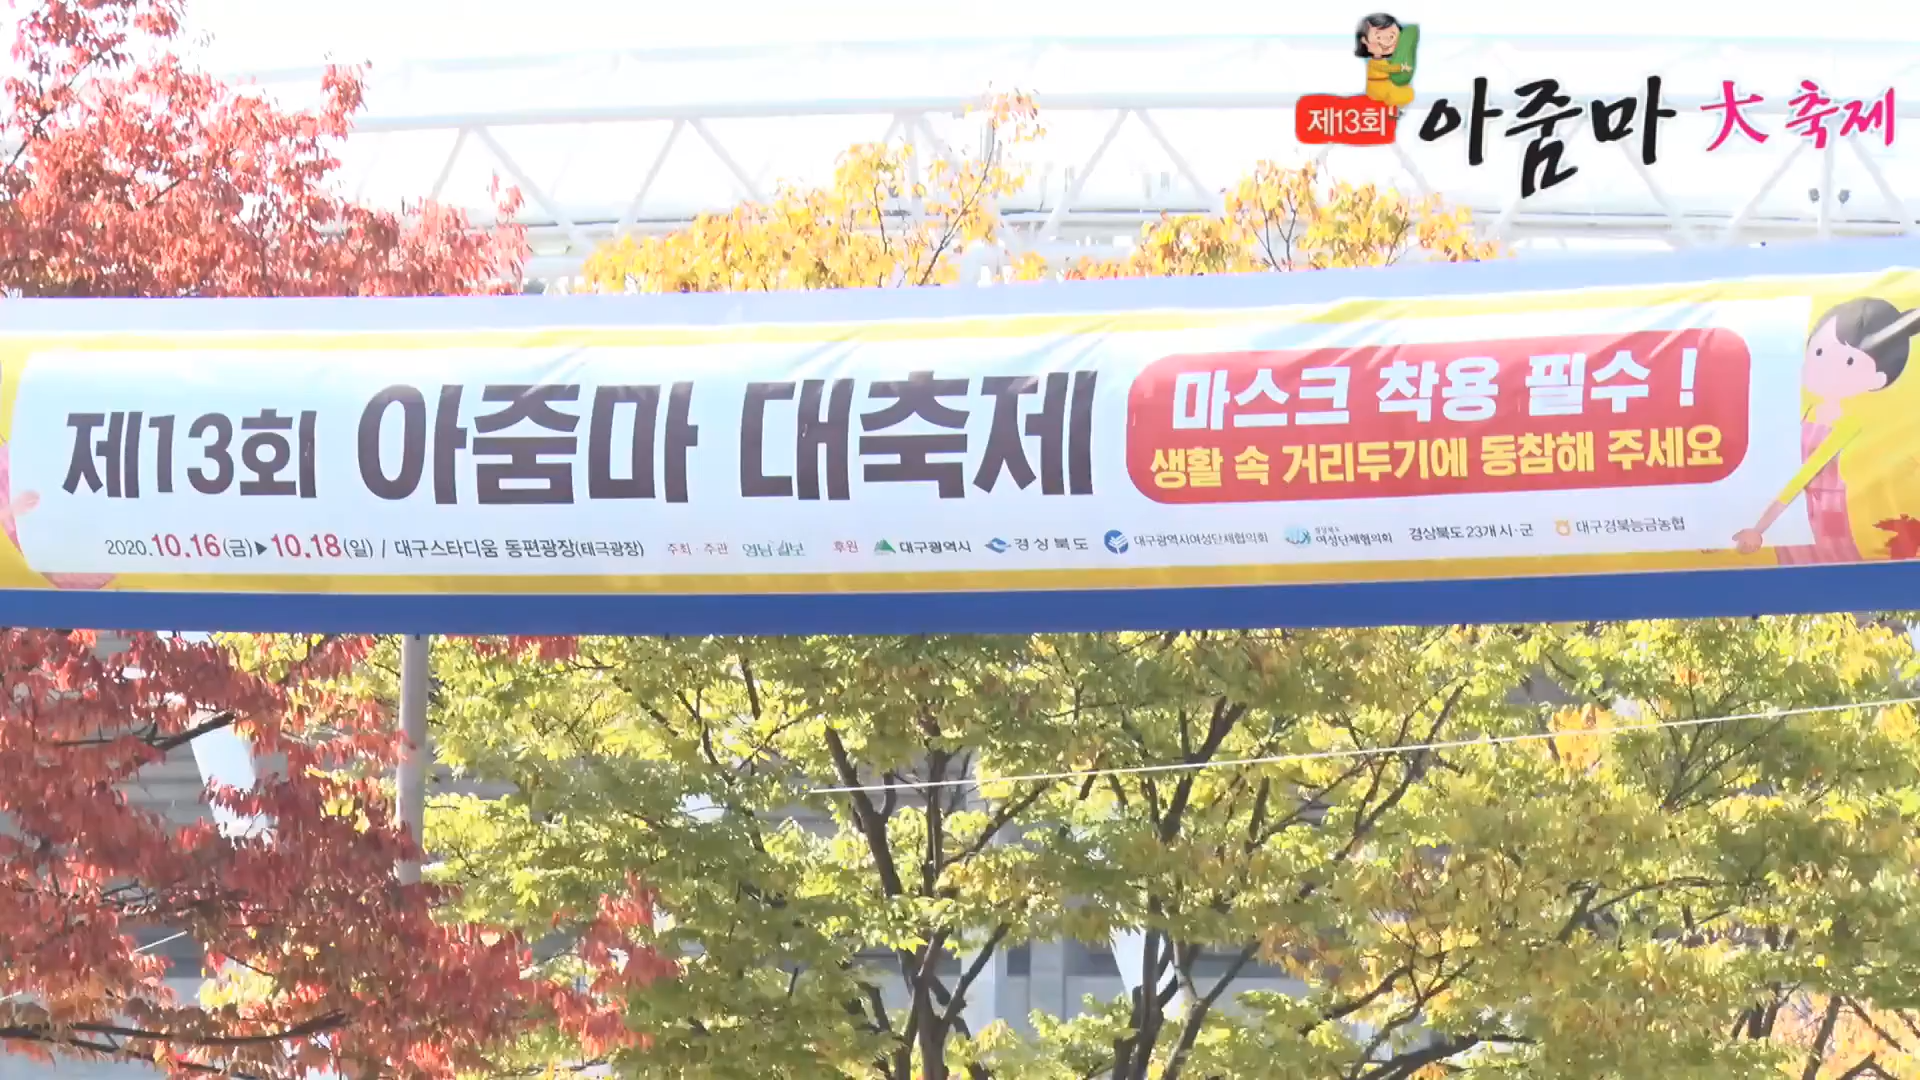 제13회 아줌마 大 축제
제13회 아줌마 대축제
마스크 착용 필수 !
생활 속 거리두기에 동참해 주세요
2020.10.16(금)▶10.18(일) / 대구스타디움 동편광장(태극광장) 주최·주관 영남일보 후원 대구광역시 경상북도 대구광역시여성단체협의회 경상북도 여성단체협의회 경상북도 23개 시·군 대구경북능금농협